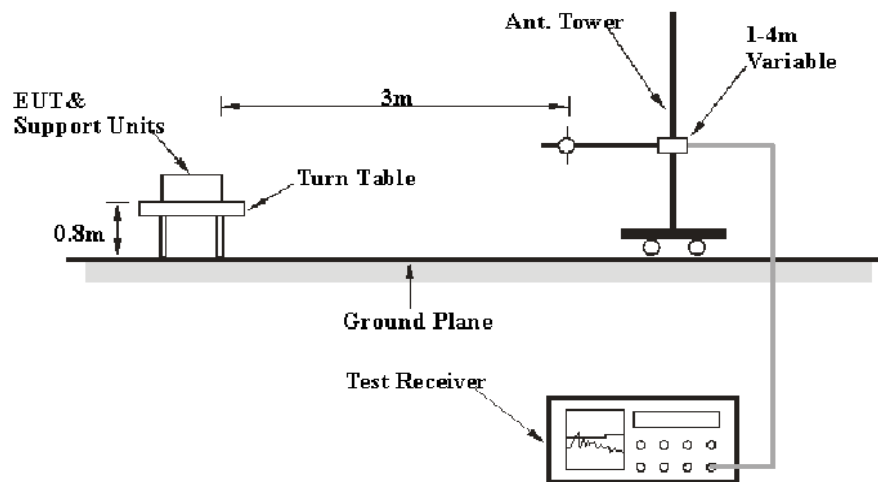 Ant. Tower
1-4m
Variable
3m
EUT&
Support Units
Turn Table
0.8m
Ground Plane
Test Receiver